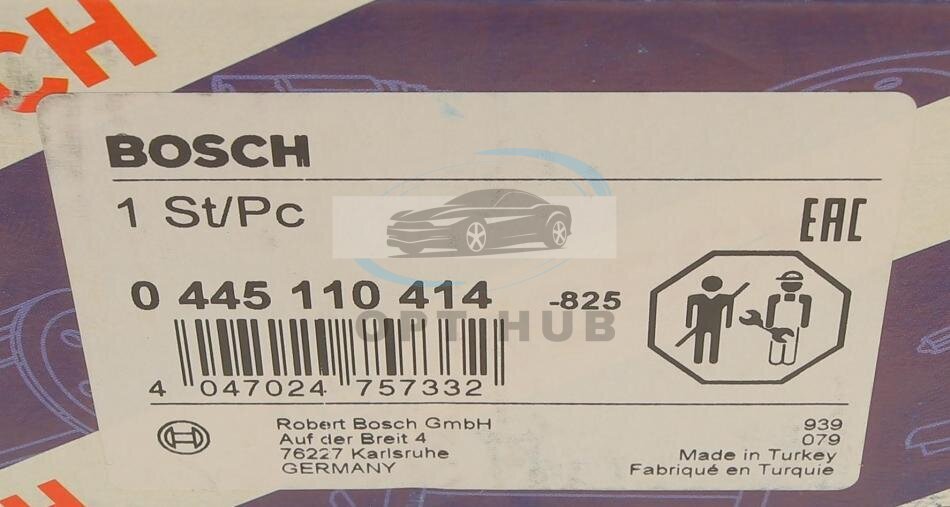 CH
BOSCH
1 St/Pc
EAC
0 445 110 414 -825
OPT HUB
4 047024 757332
Robert Bosch GmbH
Auf der Breit 4
76227 Karlsruhe
GERMANY
939
079
Made in Turkey
Fabriqué en Turquie